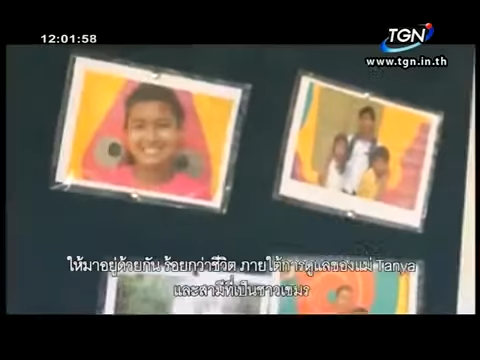 12:01:58
TGN
www.tgn.in.th
ให้มาอยู่ด้วยกัน ร้อยกว่าชีวิต ภายใต้การดูแลของแม่ Tanya
และสามีที่เป็นชาวเขมร